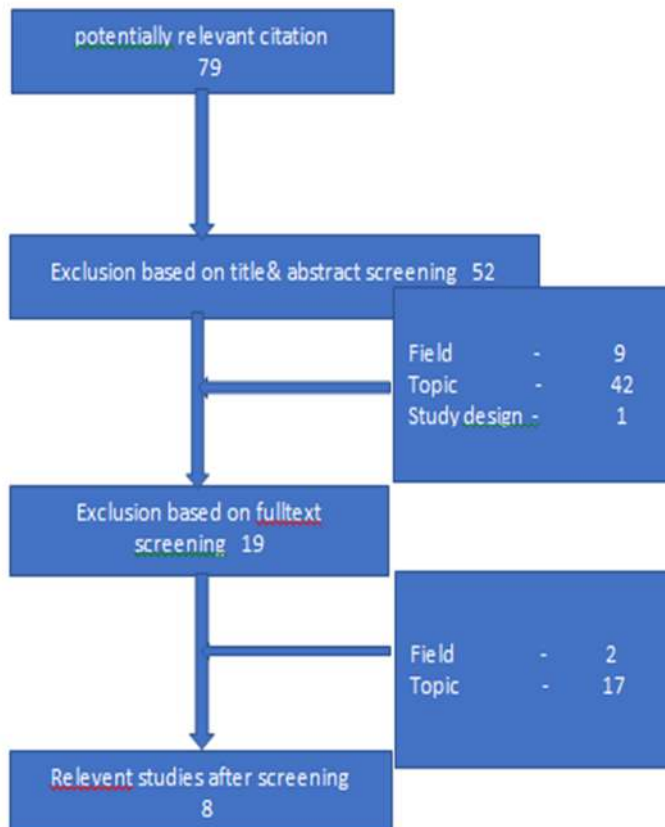 potentially relevant citation
79
Exclusion based on title& abstract screening 52
Field - 9
Topic - 42
Study design - 1
Exclusion based on fulltext
screening 19
Field - 2
Topic - 17
Relevent studies after screening
8